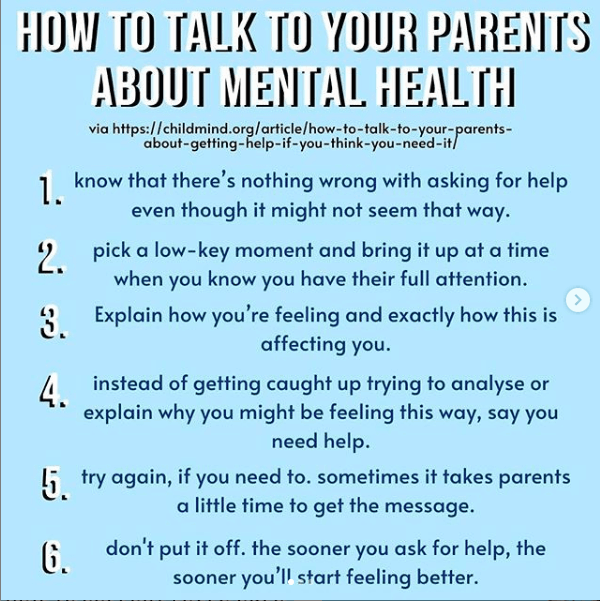 HOW TO TALK TO YOUR PARENTS
ABOUT MENTAL HEALTH
via https://childmind.org/article/how-to-talk-to-your-parents-
about-getting-help-if-you-think-you-need-it/
1. know that there's nothing wrong with asking for help
even though it might not seem that way.
2. pick a low-key moment and bring it up at a time
when you know you have their full attention.
3. Explain how you're feeling and exactly how this is
affecting you.
4. instead of getting caught up trying to analyse or
explain why you might be feeling this way, say you
need help.
5. try again, if you need to. sometimes it takes parents
a little time to get the message.
6. don't put it off. the sooner you ask for help, the
sooner you'll start feeling better.